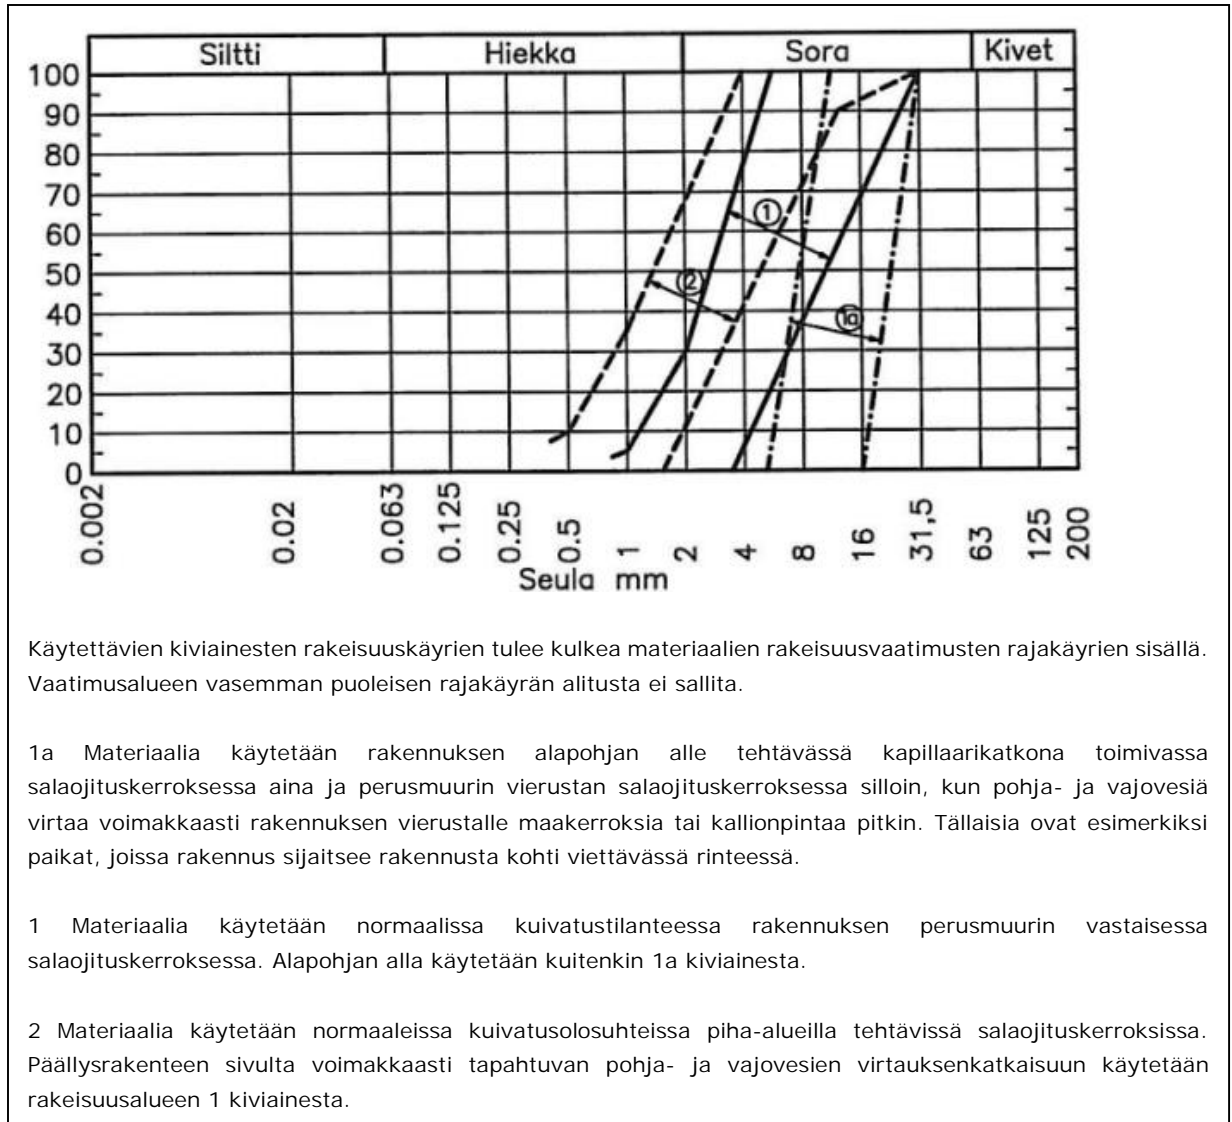 Siltti Hiekka Sora Kivet
100
90
80
70
60
50
40
30
20
10
0
1
2
1a
0.002 0.02 0.063 0.125 0.25 0.5 1 2 4 8 16 31,5 63 125 200
Seula mm
Käytettävien kiviainesten rakeisuuskäyrien tulee kulkea materiaalien rakeisuusvaatimusten rajakäyrien sisällä.
Vaatimusalueen vasemman puoleisen rajakäyrän alitusta ei sallita.
1a Materiaalia käytetään rakennuksen alapohjan alle tehtävässä kapillaarikatkona toimivassa
salaojituskerroksessa aina ja perusmuurin vierustan salaojituskerroksessa silloin, kun pohja- ja vajovesiä
virtaa voimakkaasti rakennuksen vierustalle maakerroksia tai kallionpintaa pitkin. Tällaisia ovat esimerkiksi
paikat, joissa rakennus sijaitsee rakennusta kohti viettävässä rinteessä.
1 Materiaalia käytetään normaalissa kuivatustilanteessa rakennuksen perusmuurin vastaisessa
salaojituskerroksessa. Alapohjan alla käytetään kuitenkin 1a kiviainesta.
2 Materiaalia käytetään normaaleissa kuivatusolosuhteissa piha-alueilla tehtävissä salaojituskerroksissa.
Päällysrakenteen sivulta voimakkaasti tapahtuvan pohja- ja vajovesien virtauksenkatkaisuun käytetään
rakeisuusalueen 1 kiviainesta.